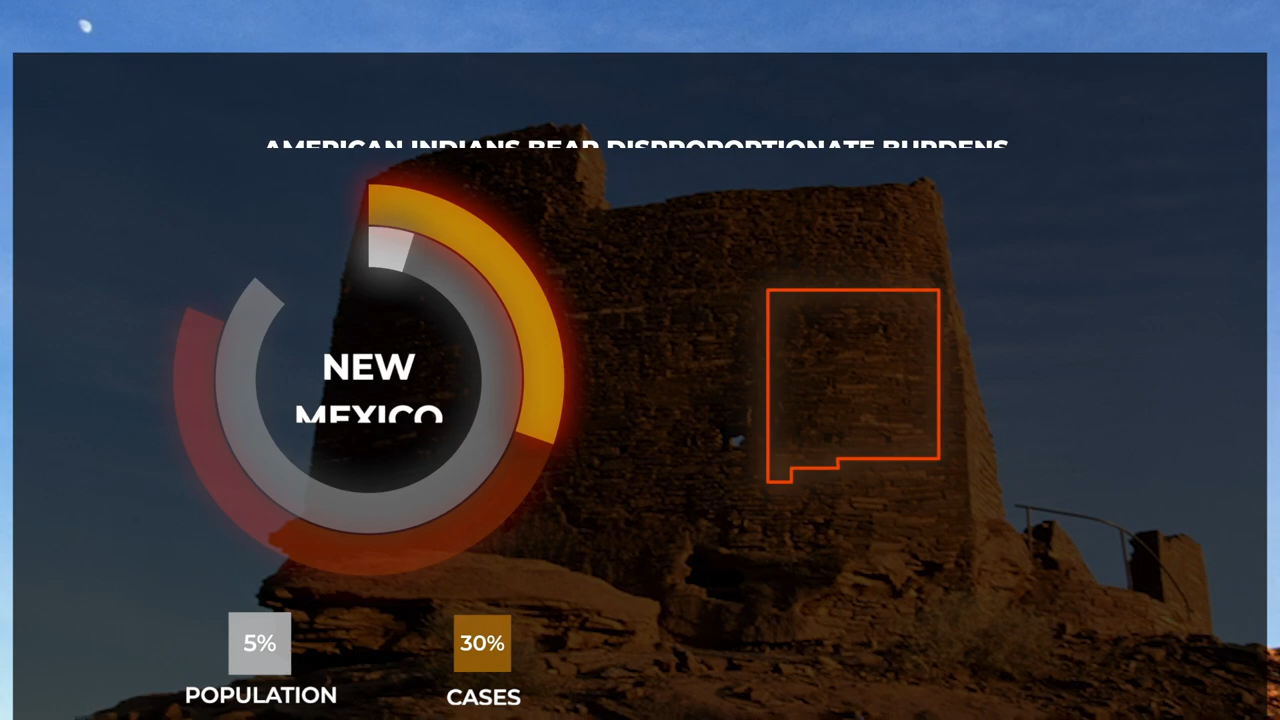 AMERICAN INDIANS BEAR DISPROPORTIONATE BURDENS
NEW
MEXICO
5%
30%
POPULATION
CASES